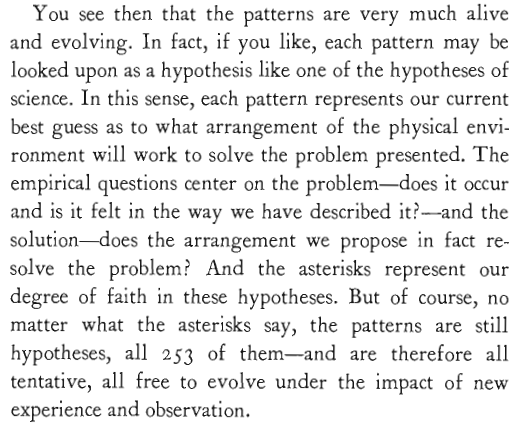 You see then that the patterns are very much alive
and evolving. In fact, if you like, each pattern may be
looked upon as a hypothesis like one of the hypotheses of
science. In this sense, each pattern represents our current
best guess as to what arrangement of the physical envi-
ronment will work to solve the problem presented. The
empirical questions center on the problem—does it occur
and is it felt in the way we have described it?—and the
solution—does the arrangement we propose in fact re-
solve the problem? And the asterisks represent our
degree of faith in these hypotheses. But of course, no
matter what the asterisks say, the patterns are still
hypotheses, all 253 of them—and are therefore all
tentative, all free to evolve under the impact of new
experience and observation.